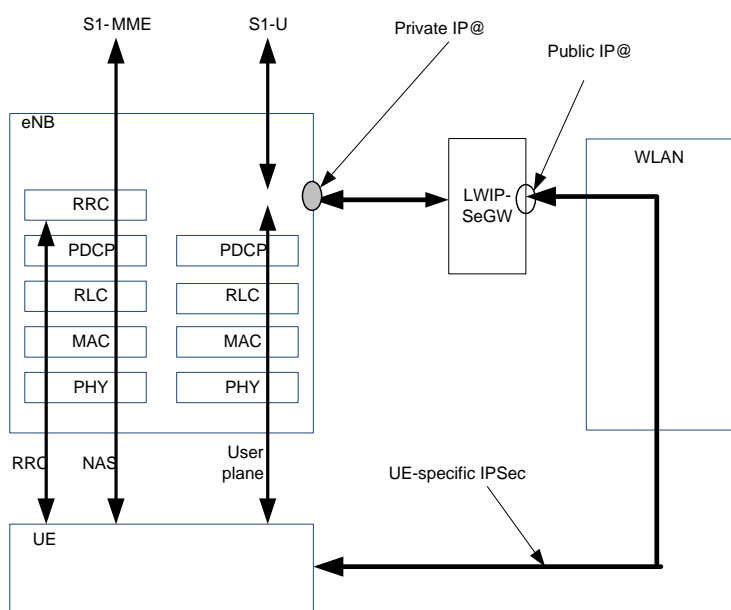 S1-MME
S1-U
Private IP@
Public IP@
eNB
WLAN
LWIP-
SeGW
RRC
PDCP
PDCP
RLC
RLC
MAC
MAC
PHY
PHY
RRC
NAS
User
plane
UE-specific IPSec
UE